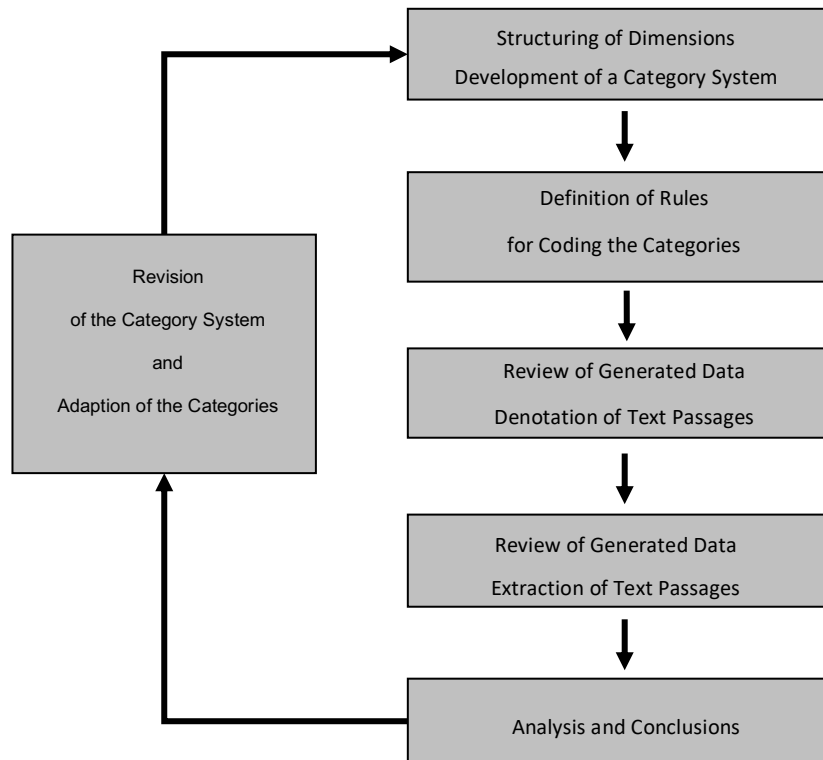 Structuring of Dimensions
Development of a Category System
Definition of Rules
for Coding the Categories
Revision
of the Category System
and
Adaption of the Categories
Review of Generated Data
Denotation of Text Passages
Review of Generated Data
Extraction of Text Passages
Analysis and Conclusions